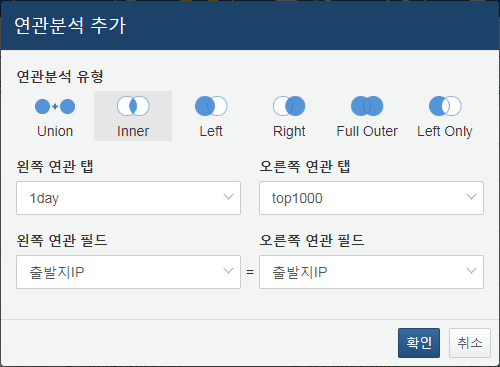 연관분석 추가
연관분석 유형
Union Inner Left Right Full Outer Left Only
왼쪽 연관 탭 오른쪽 연관 탭
1day top1000
왼쪽 연관 필드 오른쪽 연관 필드
출발지IP = 출발지IP
확인 취소